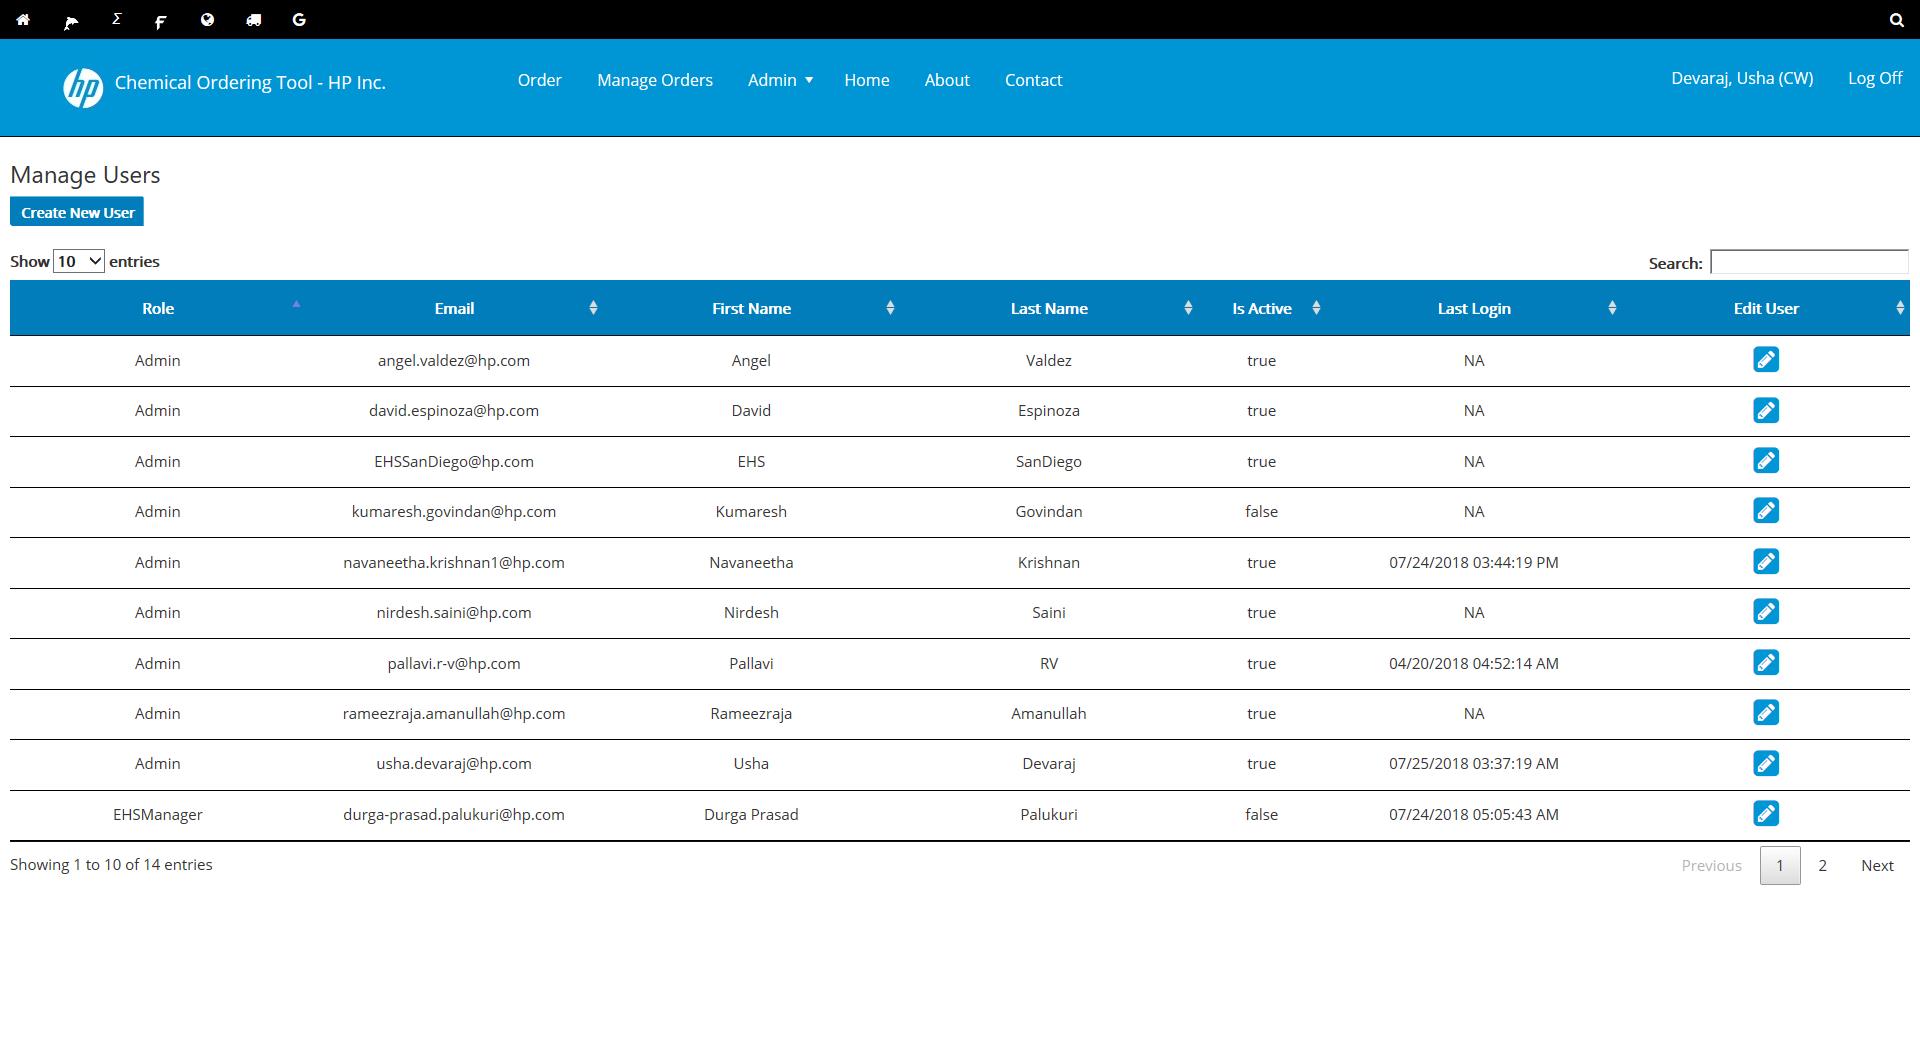 Σ F G
hp Chemical Ordering Tool - HP Inc. Order Manage Orders Admin Home About Contact Devaraj, Usha (CW) Log Off
Manage Users
Create New User
Show 10 entries Search:
Role Email First Name Last Name Is Active Last Login Edit User
Admin angel.valdez@hp.com Angel Valdez true NA
Admin david.espinoza@hp.com David Espinoza true NA
Admin EHSSanDiego@hp.com EHS SanDiego true NA
Admin kumaresh.govindan@hp.com Kumaresh Govindan false NA
Admin navaneetha.krishnan1@hp.com Navaneetha Krishnan true 07/24/2018 03:44:19 PM
Admin nirdesh.saini@hp.com Nirdesh Saini true NA
Admin pallavi.r-v@hp.com Pallavi RV true 04/20/2018 04:52:14 AM
Admin rameezraja.amanullah@hp.com Rameezraja Amanullah true NA
Admin usha.devaraj@hp.com Usha Devaraj true 07/25/2018 03:37:19 AM
EHSManager durga-prasad.palukuri@hp.com Durga Prasad Palukuri false 07/24/2018 05:05:43 AM
Showing 1 to 10 of 14 entries Previous 1 2 Next